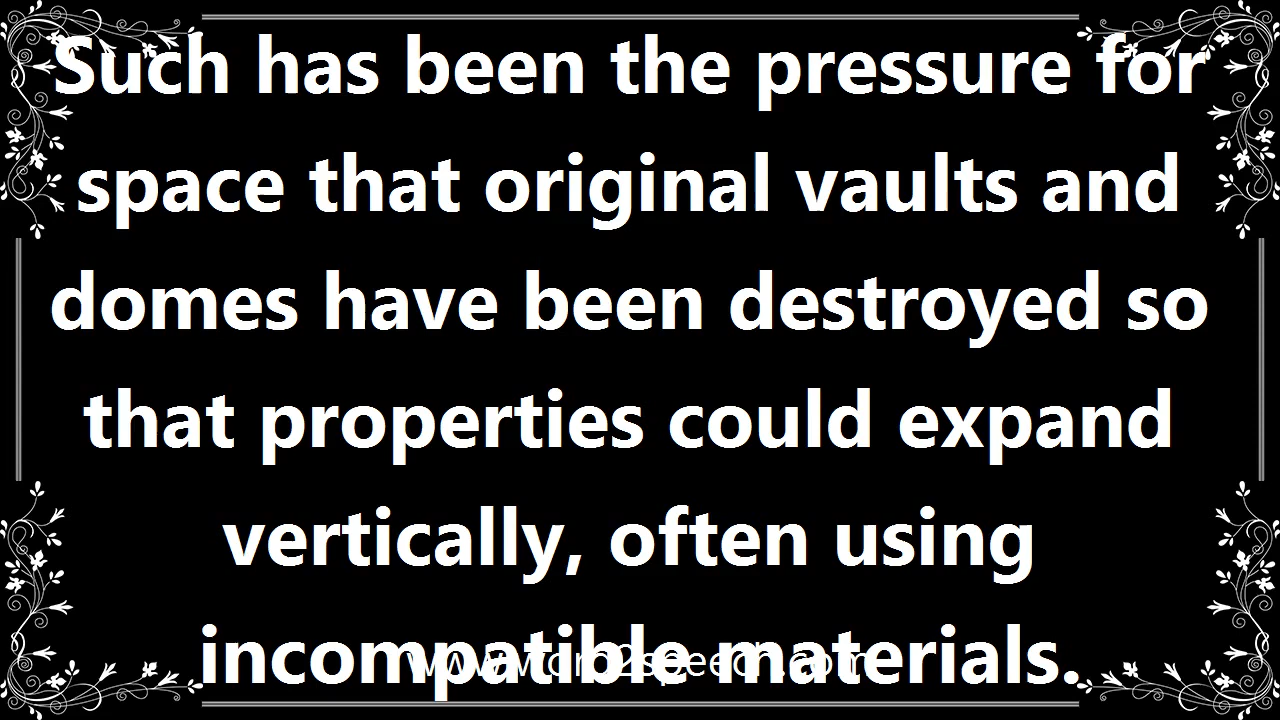 Such has been the pressure for
space that original vaults and
domes have been destroyed so
that properties could expand
vertically, often using
incompatible materials.